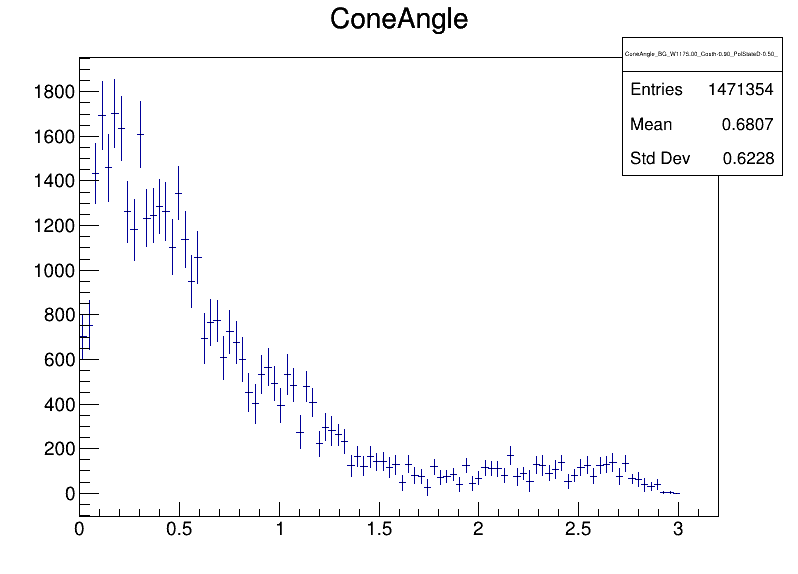 ConeAngle
ConeAngle_BG_W1175.00_Costh-0.90_PolStateD-0.50_
Entries 1471354
Mean 0.6807
Std Dev 0.6228
1800
1600
1400
1200
1000
800
600
400
200
0
0 0.5 1 1.5 2 2.5 3